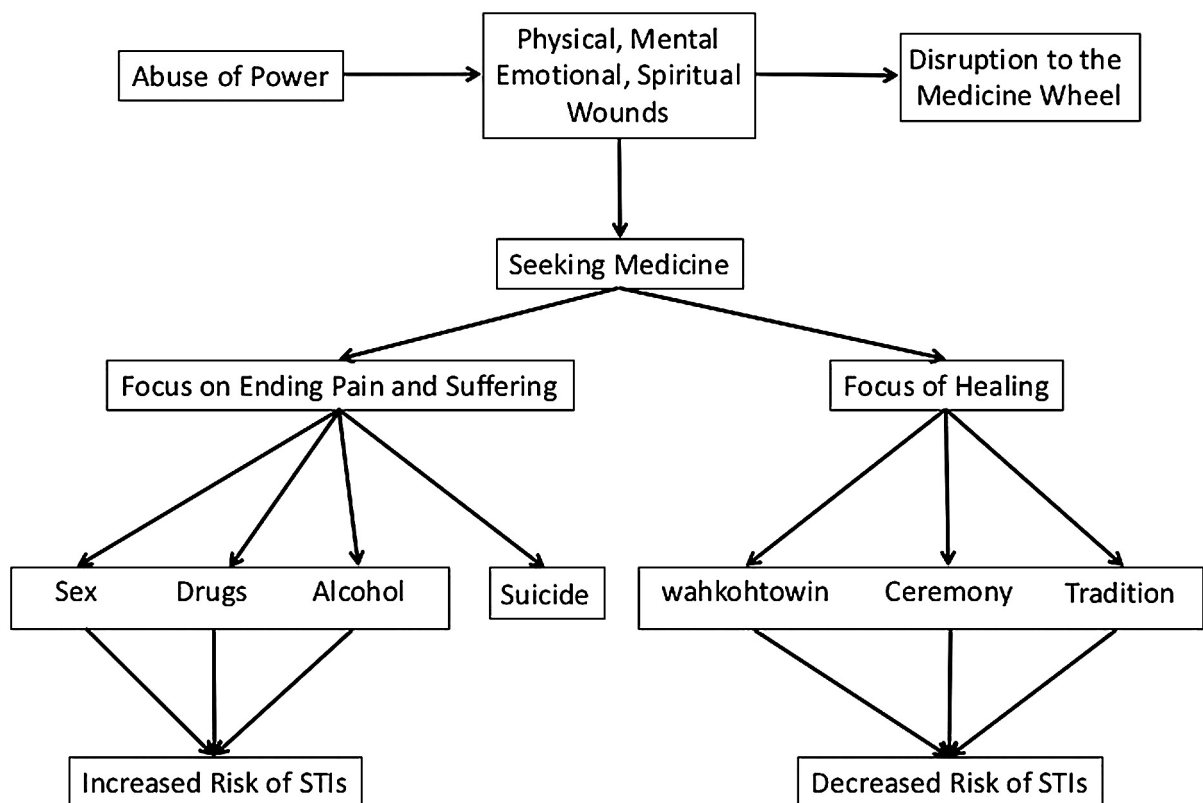 Abuse of Power
Physical, Mental
Emotional, Spiritual
Wounds
Disruption to the
Medicine Wheel
Seeking Medicine
Focus on Ending Pain and Suffering
Focus of Healing
Sex Drugs Alcohol
Suicide
wahkohtowin Ceremony Tradition
Increased Risk of STIs
Decreased Risk of STIs